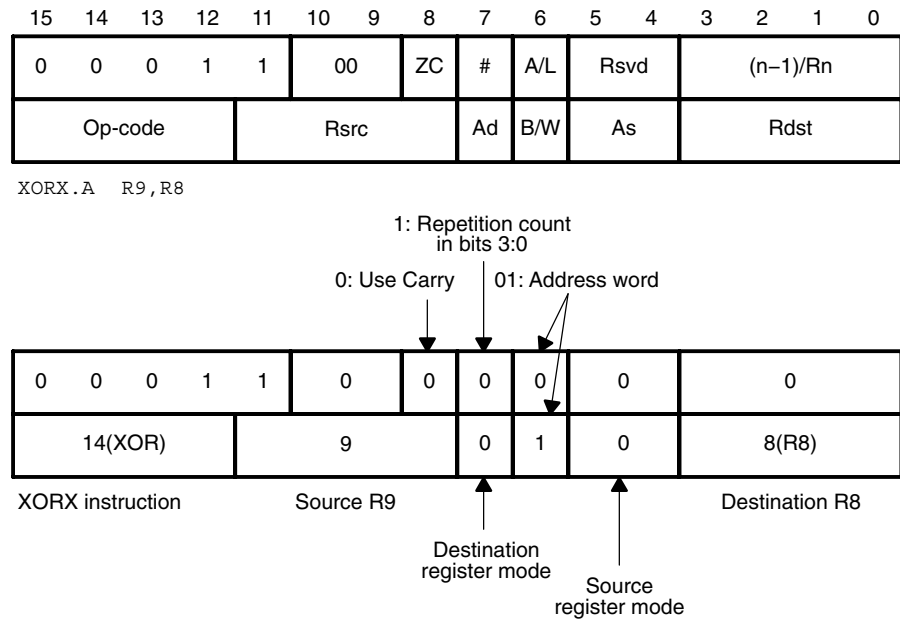 15 14 13 12 11 10 9 8 7 6 5 4 3 2 1 0
0 0 0 1 1 00 ZC # A/L Rsvd (n−1)/Rn
Op-code Rsrc Ad B/W As Rdst
XORX.A R9,R8
1: Repetition count
in bits 3:0
0: Use Carry 01: Address word
0 0 0 1 1 0 0 0 0 0 0
14(XOR) 9 0 1 0 8(R8)
XORX instruction Source R9 Destination R8
Destination
register mode
Source
register mode